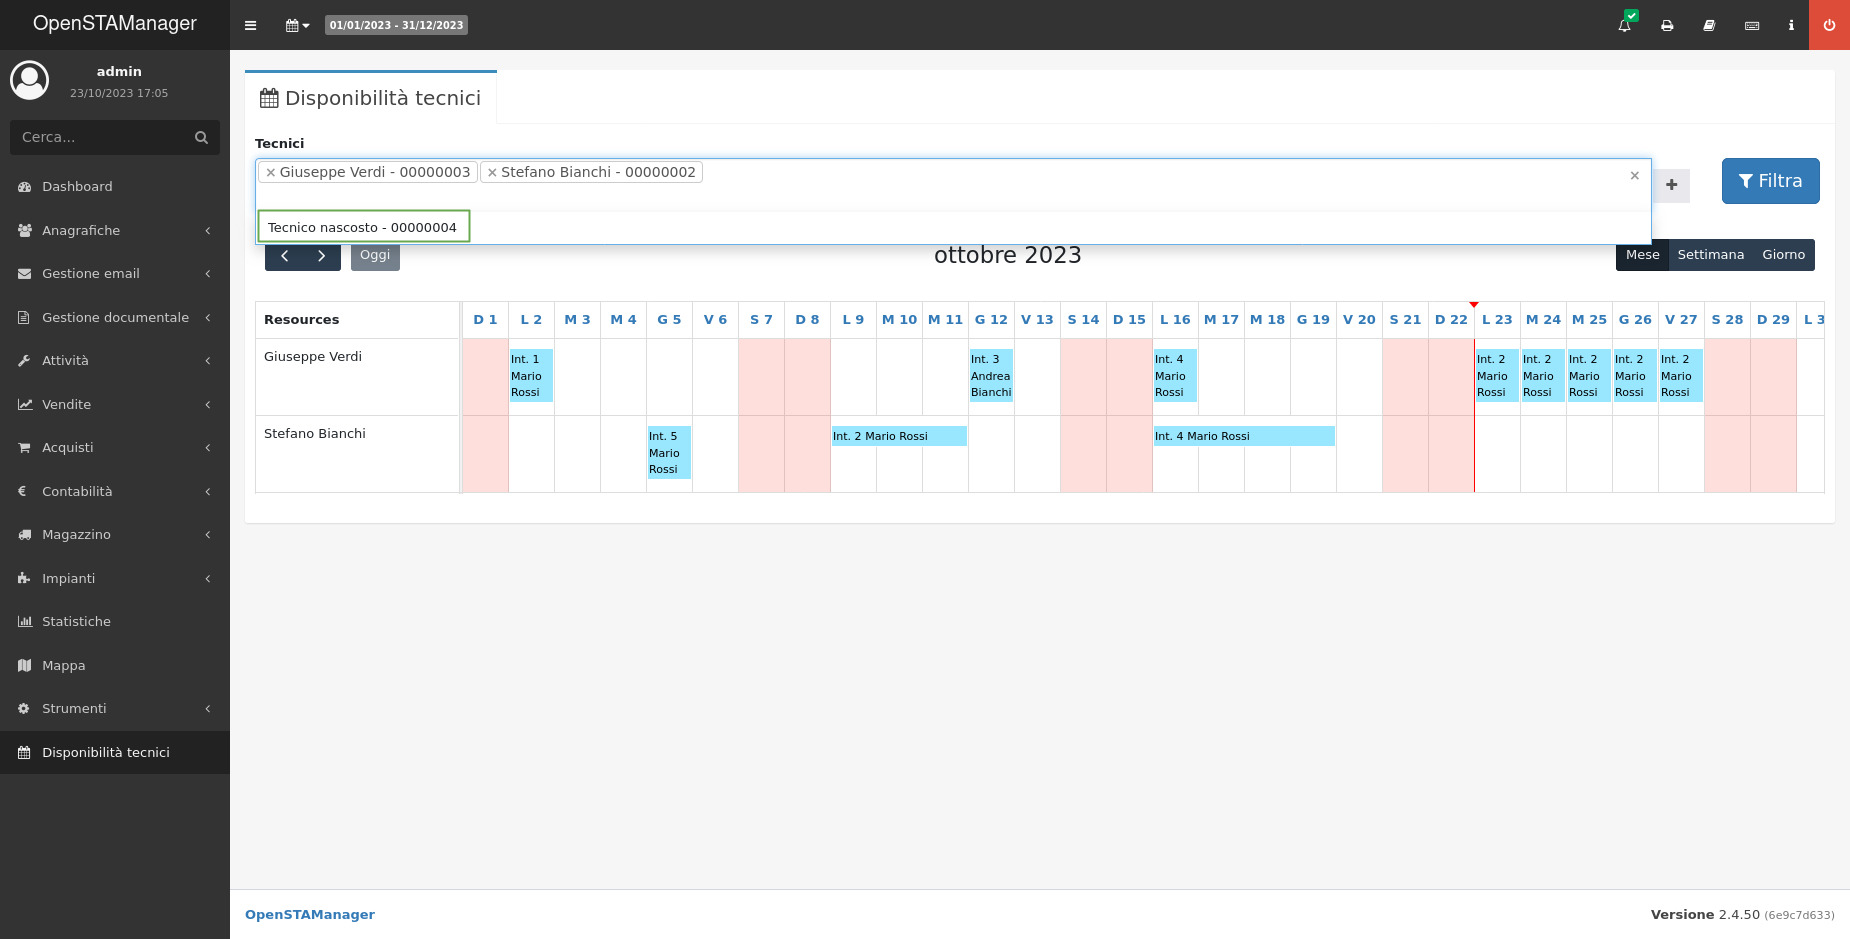 OpenSTAManager
01/01/2023 - 31/12/2023
admin
23/10/2023 17:05
Cerca...
Dashboard
Anagrafiche
Gestione email
Gestione documentale
Attività
Vendite
Acquisti
€ Contabilità
Magazzino
Impianti
Statistiche
Mappa
Strumenti
Disponibilità tecnici
Disponibilità tecnici
Tecnici
× Giuseppe Verdi - 00000003 × Stefano Bianchi - 00000002 ×
+
Filtra
Tecnico nascosto - 00000004
Oggi
ottobre 2023
Mese Settimana Giorno
Resources D 1 L 2 M 3 M 4 G 5 V 6 S 7 D 8 L 9 M 10 M 11 G 12 V 13 S 14 D 15 L 16 M 17 M 18 G 19 V 20 S 21 D 22 L 23 M 24 M 25 G 26 V 27 S 28 D 29 L 3
Giuseppe Verdi
Int. 1
Mario
Rossi
Int. 3
Andrea
Bianchi
Int. 4
Mario
Rossi
Int. 2
Mario
Rossi
Int. 2
Mario
Rossi
Int. 2
Mario
Rossi
Int. 2
Mario
Rossi
Int. 2
Mario
Rossi
Stefano Bianchi
Int. 5
Mario
Rossi
Int. 2 Mario Rossi
Int. 4 Mario Rossi
OpenSTAManager
Versione 2.4.50 (6e9c7d633)